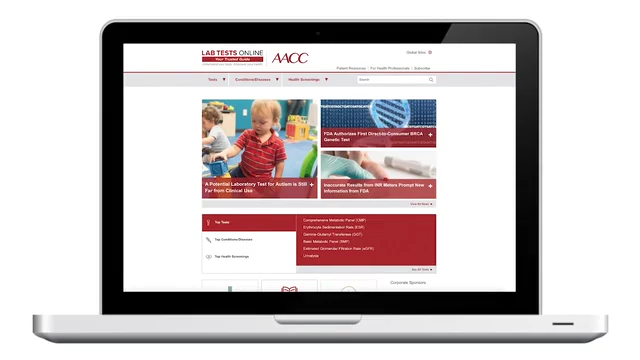 LAB TESTS ONLINE
Your Trusted Guide
AACC
Global Sites
Patient Resources | For Health Professionals | Subscribe
Tests
Conditions/Diseases
Health Screenings
Search
A Potential Laboratory Test for Autism is Still
Far from Clinical Use
FDA Authorizes First Direct-to-Consumer BRCA
Genetic Test
Inaccurate Results from INR Meters Prompt New
Information from FDA
View All News
Top Tests
Top Conditions/Diseases
Top Health Screenings
Comprehensive Metabolic Panel (CMP)
Erythrocyte Sedimentation Rate (ESR)
Gamma-Glutamyl Transferase (GGT)
Basic Metabolic Panel (BMP)
Estimated Glomerular Filtration Rate (eGFR)
Urinalysis
Corporate Sponsors: